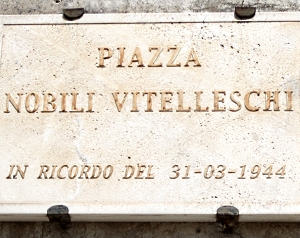 PIAZZA
NOBILI VITELLESCHI
IN RICORDO DEL 31-03-1944